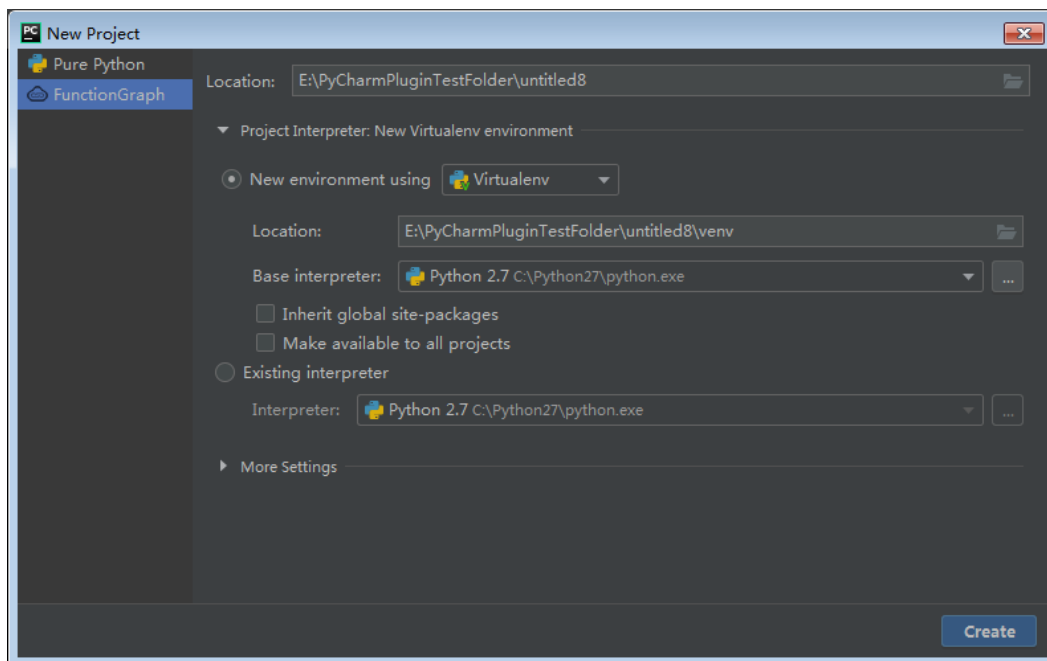 New Project
Pure Python
FunctionGraph
Location: E:\PyCharmPluginTestFolder\untitled8
Project Interpreter: New Virtualenv environment
New environment using Virtualenv
Location: E:\PyCharmPluginTestFolder\untitled8\venv
Base interpreter: Python 2.7 C:\Python27\python.exe ...
Inherit global site-packages
Make available to all projects
Existing interpreter
Interpreter: Python 2.7 C:\Python27\python.exe ...
More Settings
Create